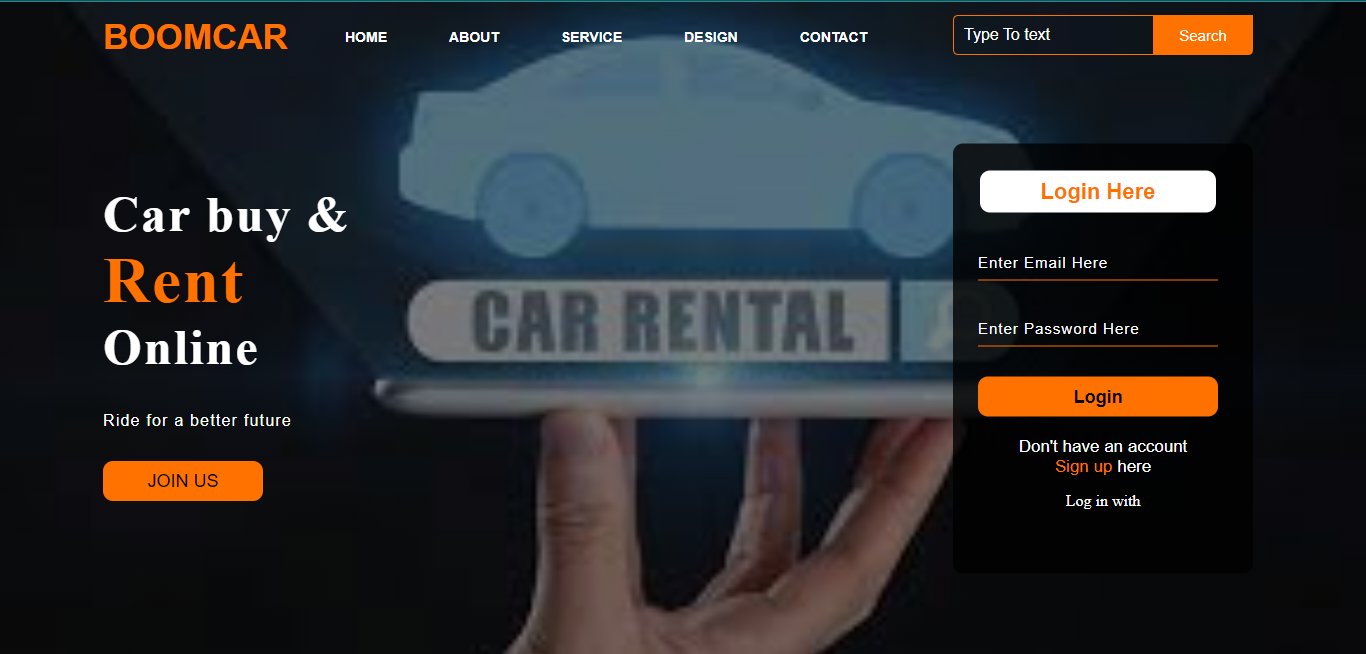 BOOMCAR
HOME ABOUT SERVICE DESIGN CONTACT
Type To text
Search
Car buy &
Rent
Online
Ride for a better future
JOIN US
CAR RENTAL
Login Here
Enter Email Here
Enter Password Here
Login
Don't have an account
Sign up here
Log in with